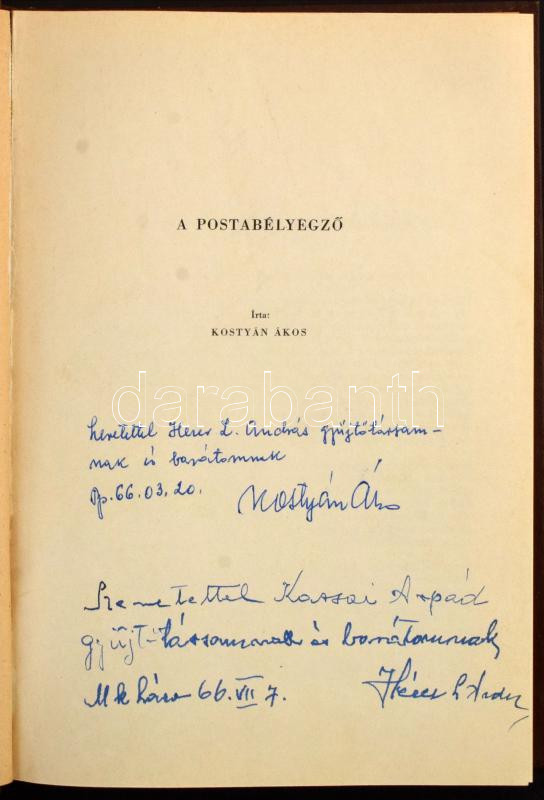 A POSTABÉLYEGZŐ
Írta:
KOSTYÁN ÁKOS
darabanth
Szeretettel L. András gyűjtőtársam-
nak és barátomnak
Bp. 66.03.20.
Kostyán Ákos
Szeretettel Kassai Árpád
gyűjtőtársamnak és barátomnak
66. VII 7.